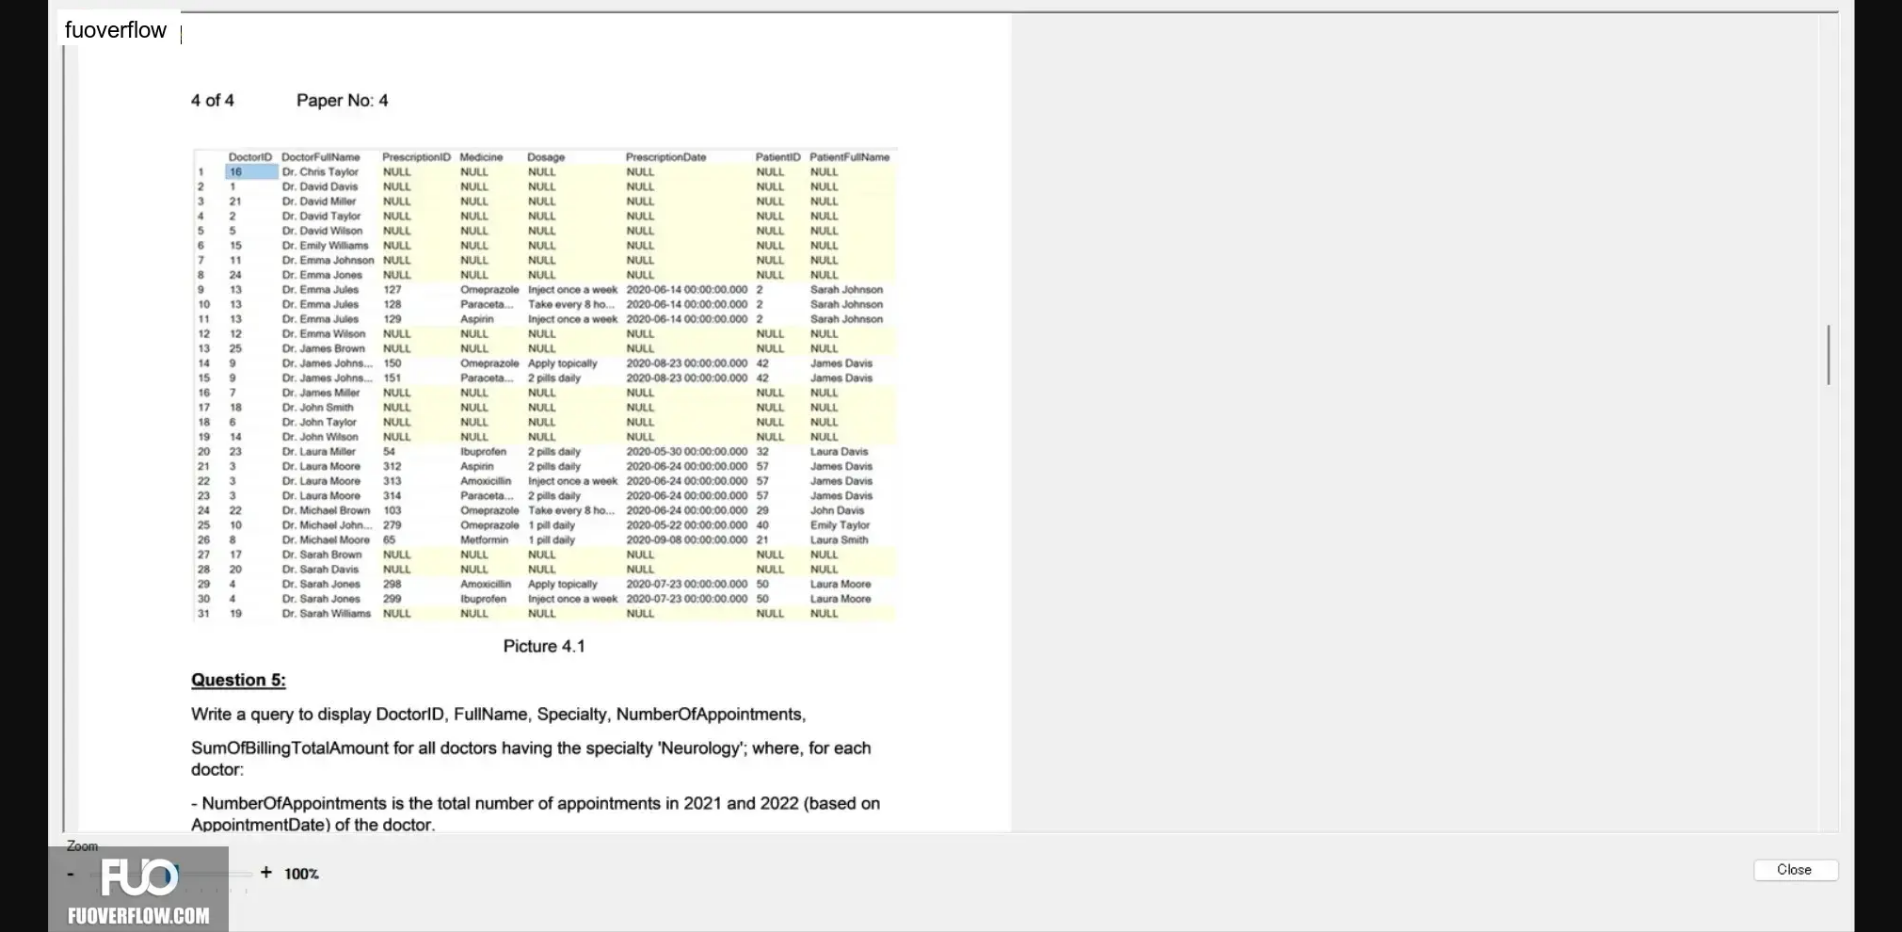 fuoverflow
4 of 4 Paper No: 4
DoctorID DoctorFullName PrescriptionID Medicine Dosage PrescriptionDate PatientID PatientFullName
1 16 Dr. Chris Taylor NULL NULL NULL NULL NULL NULL
2 1 Dr. David Davis NULL NULL NULL NULL NULL NULL
3 21 Dr. David Miller NULL NULL NULL NULL NULL NULL
4 2 Dr. David Taylor NULL NULL NULL NULL NULL NULL
5 5 Dr. David Wilson NULL NULL NULL NULL NULL NULL
6 15 Dr. Emily Williams NULL NULL NULL NULL NULL NULL
7 11 Dr. Emma Johnson NULL NULL NULL NULL NULL NULL
8 24 Dr. Emma Jones NULL NULL NULL NULL NULL NULL
9 13 Dr. Emma Jules 127 Omeprazole Inject once a week 2020-06-14 00:00:00.000 2 Sarah Johnson
10 13 Dr. Emma Jules 128 Paraceta... Take every 8 ho... 2020-06-14 00:00:00.000 2 Sarah Johnson
11 13 Dr. Emma Jules 129 Aspirin Inject once a week 2020-06-14 00:00:00.000 2 Sarah Johnson
12 12 Dr. Emma Wilson NULL NULL NULL NULL NULL NULL
13 25 Dr. James Brown NULL NULL NULL NULL NULL NULL
14 9 Dr. James Johns... 150 Omeprazole Apply topically 2020-08-23 00:00:00.000 42 James Davis
15 9 Dr. James Johns... 151 Paraceta... 2 pills daily 2020-08-23 00:00:00.000 42 James Davis
16 7 Dr. James Miller NULL NULL NULL NULL NULL NULL
17 18 Dr. John Smith NULL NULL NULL NULL NULL NULL
18 6 Dr. John Taylor NULL NULL NULL NULL NULL NULL
19 14 Dr. John Wilson NULL NULL NULL NULL NULL NULL
20 23 Dr. Laura Miller 54 Ibuprofen 2 pills daily 2020-05-30 00:00:00.000 32 Laura Davis
21 3 Dr. Laura Moore 312 Aspirin 2 pills daily 2020-06-24 00:00:00.000 57 James Davis
22 3 Dr. Laura Moore 313 Amoxicillin Inject once a week 2020-06-24 00:00:00.000 57 James Davis
23 3 Dr. Laura Moore 314 Paraceta... 2 pills daily 2020-06-24 00:00:00.000 57 James Davis
24 22 Dr. Michael Brown 103 Omeprazole Take every 8 ho... 2020-06-24 00:00:00.000 29 John Davis
25 10 Dr. Michael John... 279 Omeprazole 1 pill daily 2020-05-22 00:00:00.000 40 Emily Taylor
26 8 Dr. Michael Moore 65 Metformin 1 pill daily 2020-09-08 00:00:00.000 21 Laura Smith
27 17 Dr. Sarah Brown NULL NULL NULL NULL NULL NULL
28 20 Dr. Sarah Davis NULL NULL NULL NULL NULL NULL
29 4 Dr. Sarah Jones 298 Amoxicillin Apply topically 2020-07-23 00:00:00.000 50 Laura Moore
30 4 Dr. Sarah Jones 299 Ibuprofen Inject once a week 2020-07-23 00:00:00.000 50 Laura Moore
31 19 Dr. Sarah Williams NULL NULL NULL NULL NULL NULL
Picture 4.1
Question 5:
Write a query to display DoctorID, FullName, Specialty, NumberOfAppointments,
SumOfBillingTotalAmount for all doctors having the specialty 'Neurology'; where, for each
doctor:
- NumberOfAppointments is the total number of appointments in 2021 and 2022 (based on
AppointmentDate) of the doctor.
Zoom
- + 100%
Close
FUO
FUOVERFLOW.COM